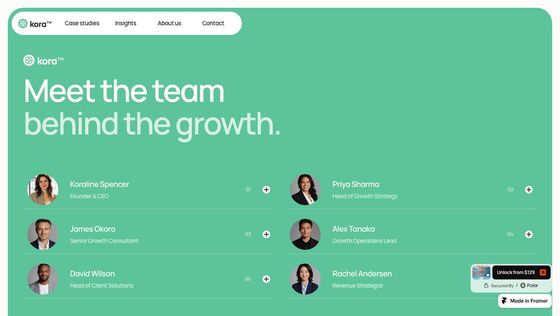 kora™ Case studies Insights About us Contact
kora™
Meet the team
behind the growth.
Koraline Spencer
Founder & CEO
01
Priya Sharma
Head of Growth Strategy
02
James Okoro
Senior Growth Consultant
03
Alex Tanaka
Growth Operations Lead
04
David Wilson
Head of Client Solutions
05
Rachel Andersen
Revenue Strategist
Unlock from $129
Secured By / Polar
Made in Framer